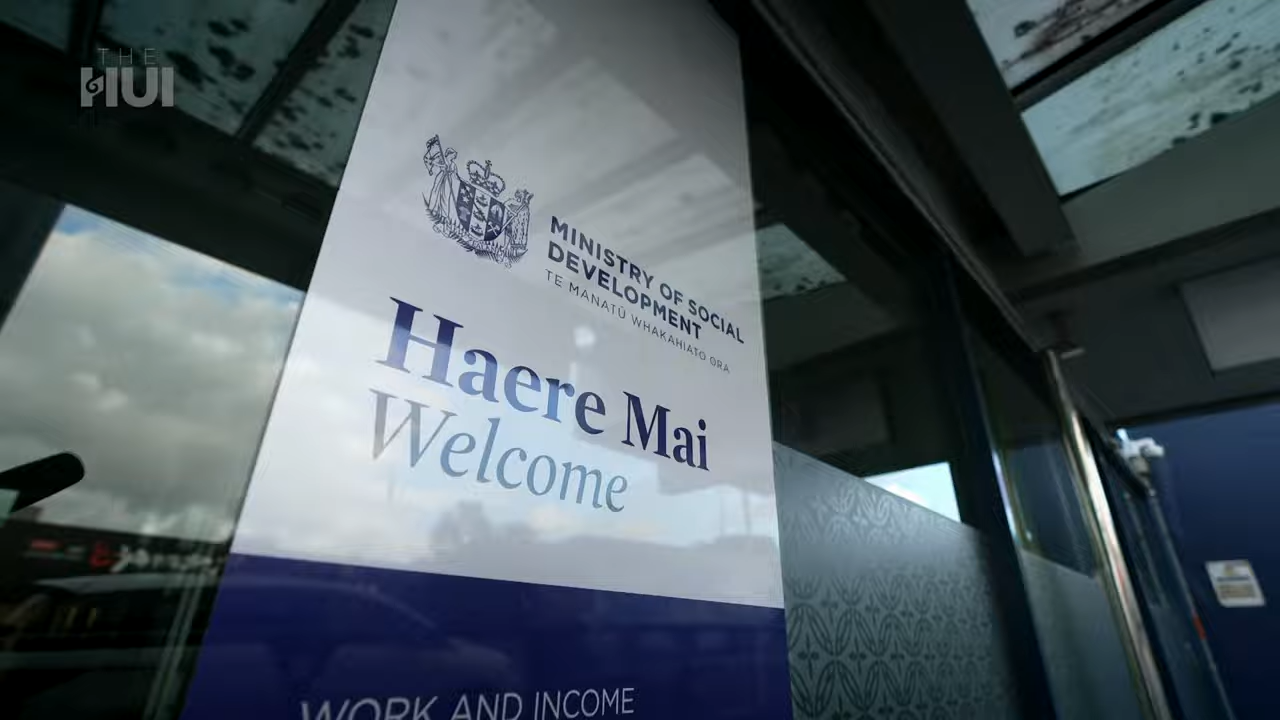 THE
HUI
MINISTRY OF SOCIAL
DEVELOPMENT
TE MANATŪ WHAKAHIATO ORA
Haere Mai
Welcome
WORK AND INCOME